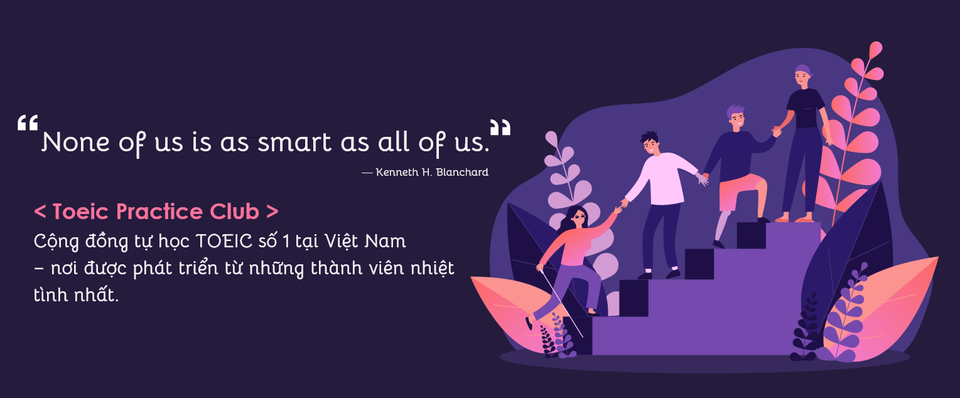 “None of us is as smart as all of us.”
— Kenneth H. Blanchard
< Toeic Practice Club >
Cộng đồng tự học TOEIC số 1 tại Việt Nam
– nơi được phát triển từ những thành viên nhiệt
tình nhất.